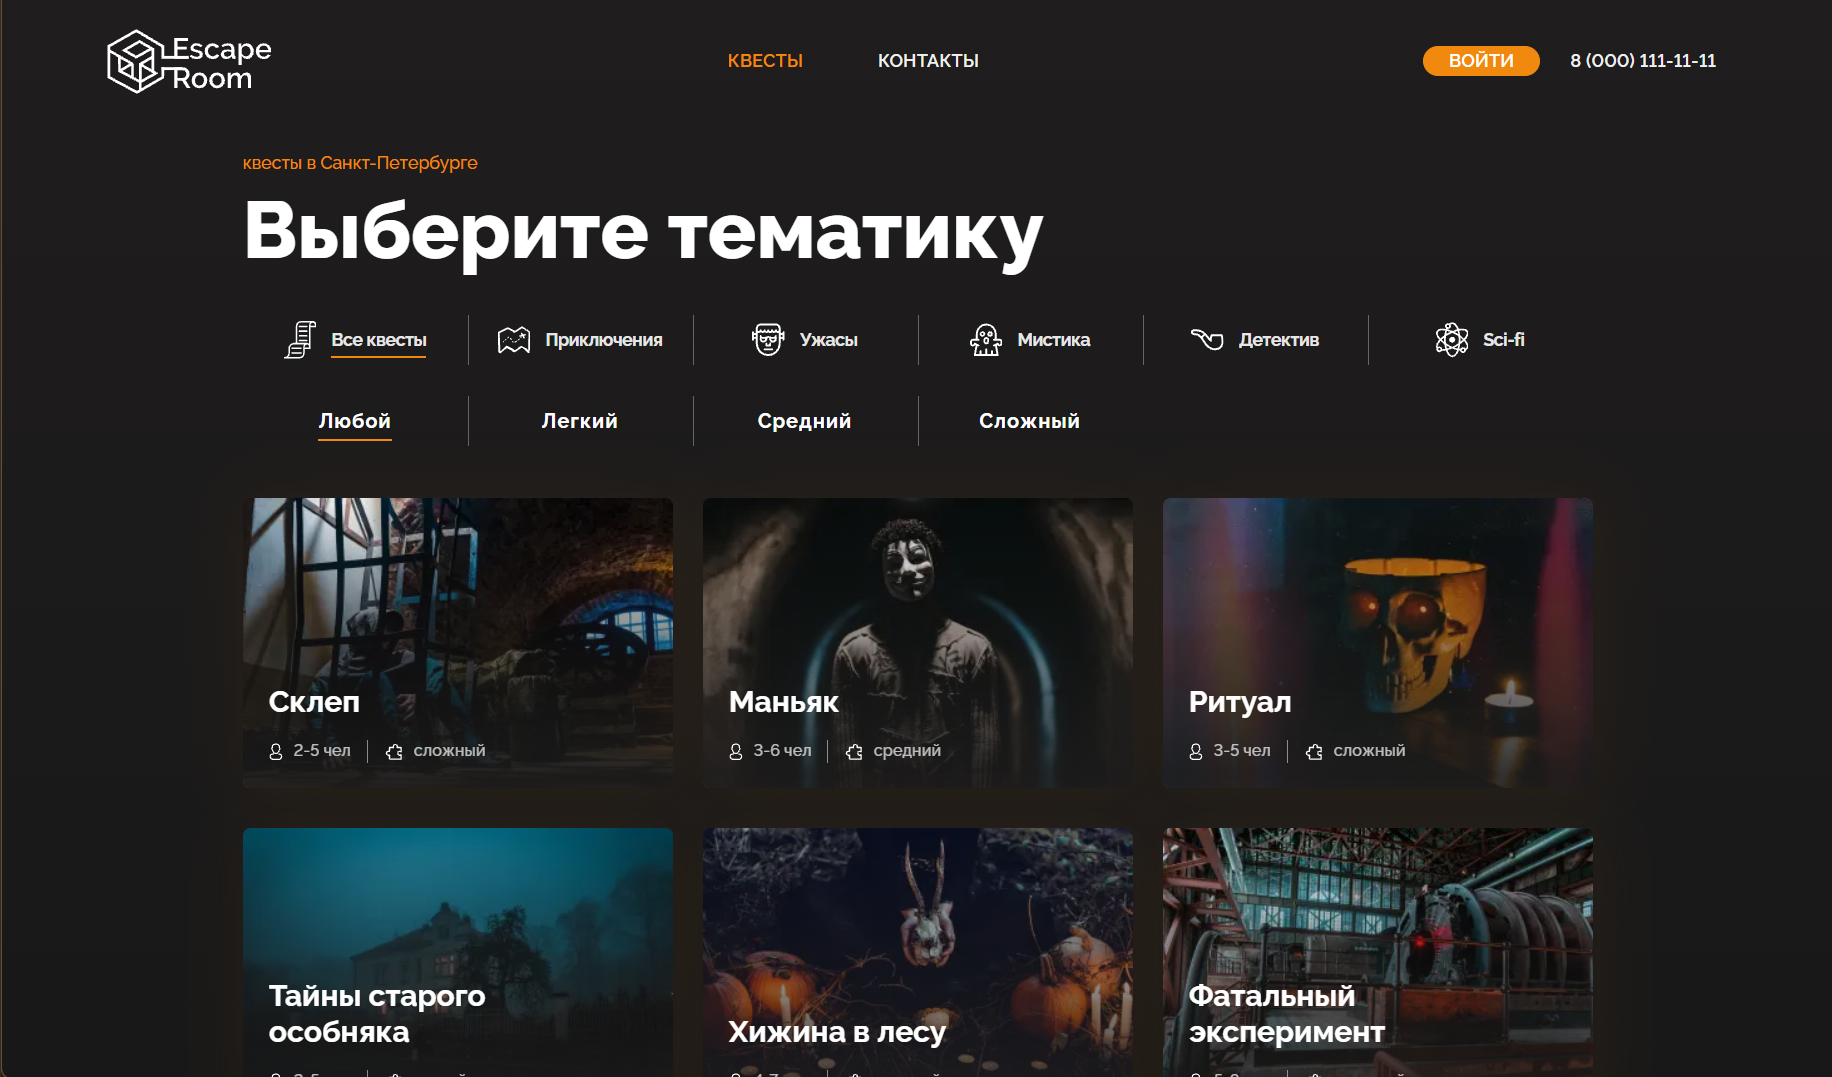 Escape
Room
КВЕСТЫ
КОНТАКТЫ
ВОЙТИ
8 (000) 111-11-11
квесты в Санкт-Петербурге
Выберите тематику
Все квесты
Приключения
Ужасы
Мистика
Детектив
Sci-fi
Любой
Легкий
Средний
Сложный
Склеп
2-5 чел
сложный
Маньяк
3-6 чел
средний
Ритуал
3-5 чел
сложный
Тайны старого
особняка
Хижина в лесу
Фатальный
эксперимент